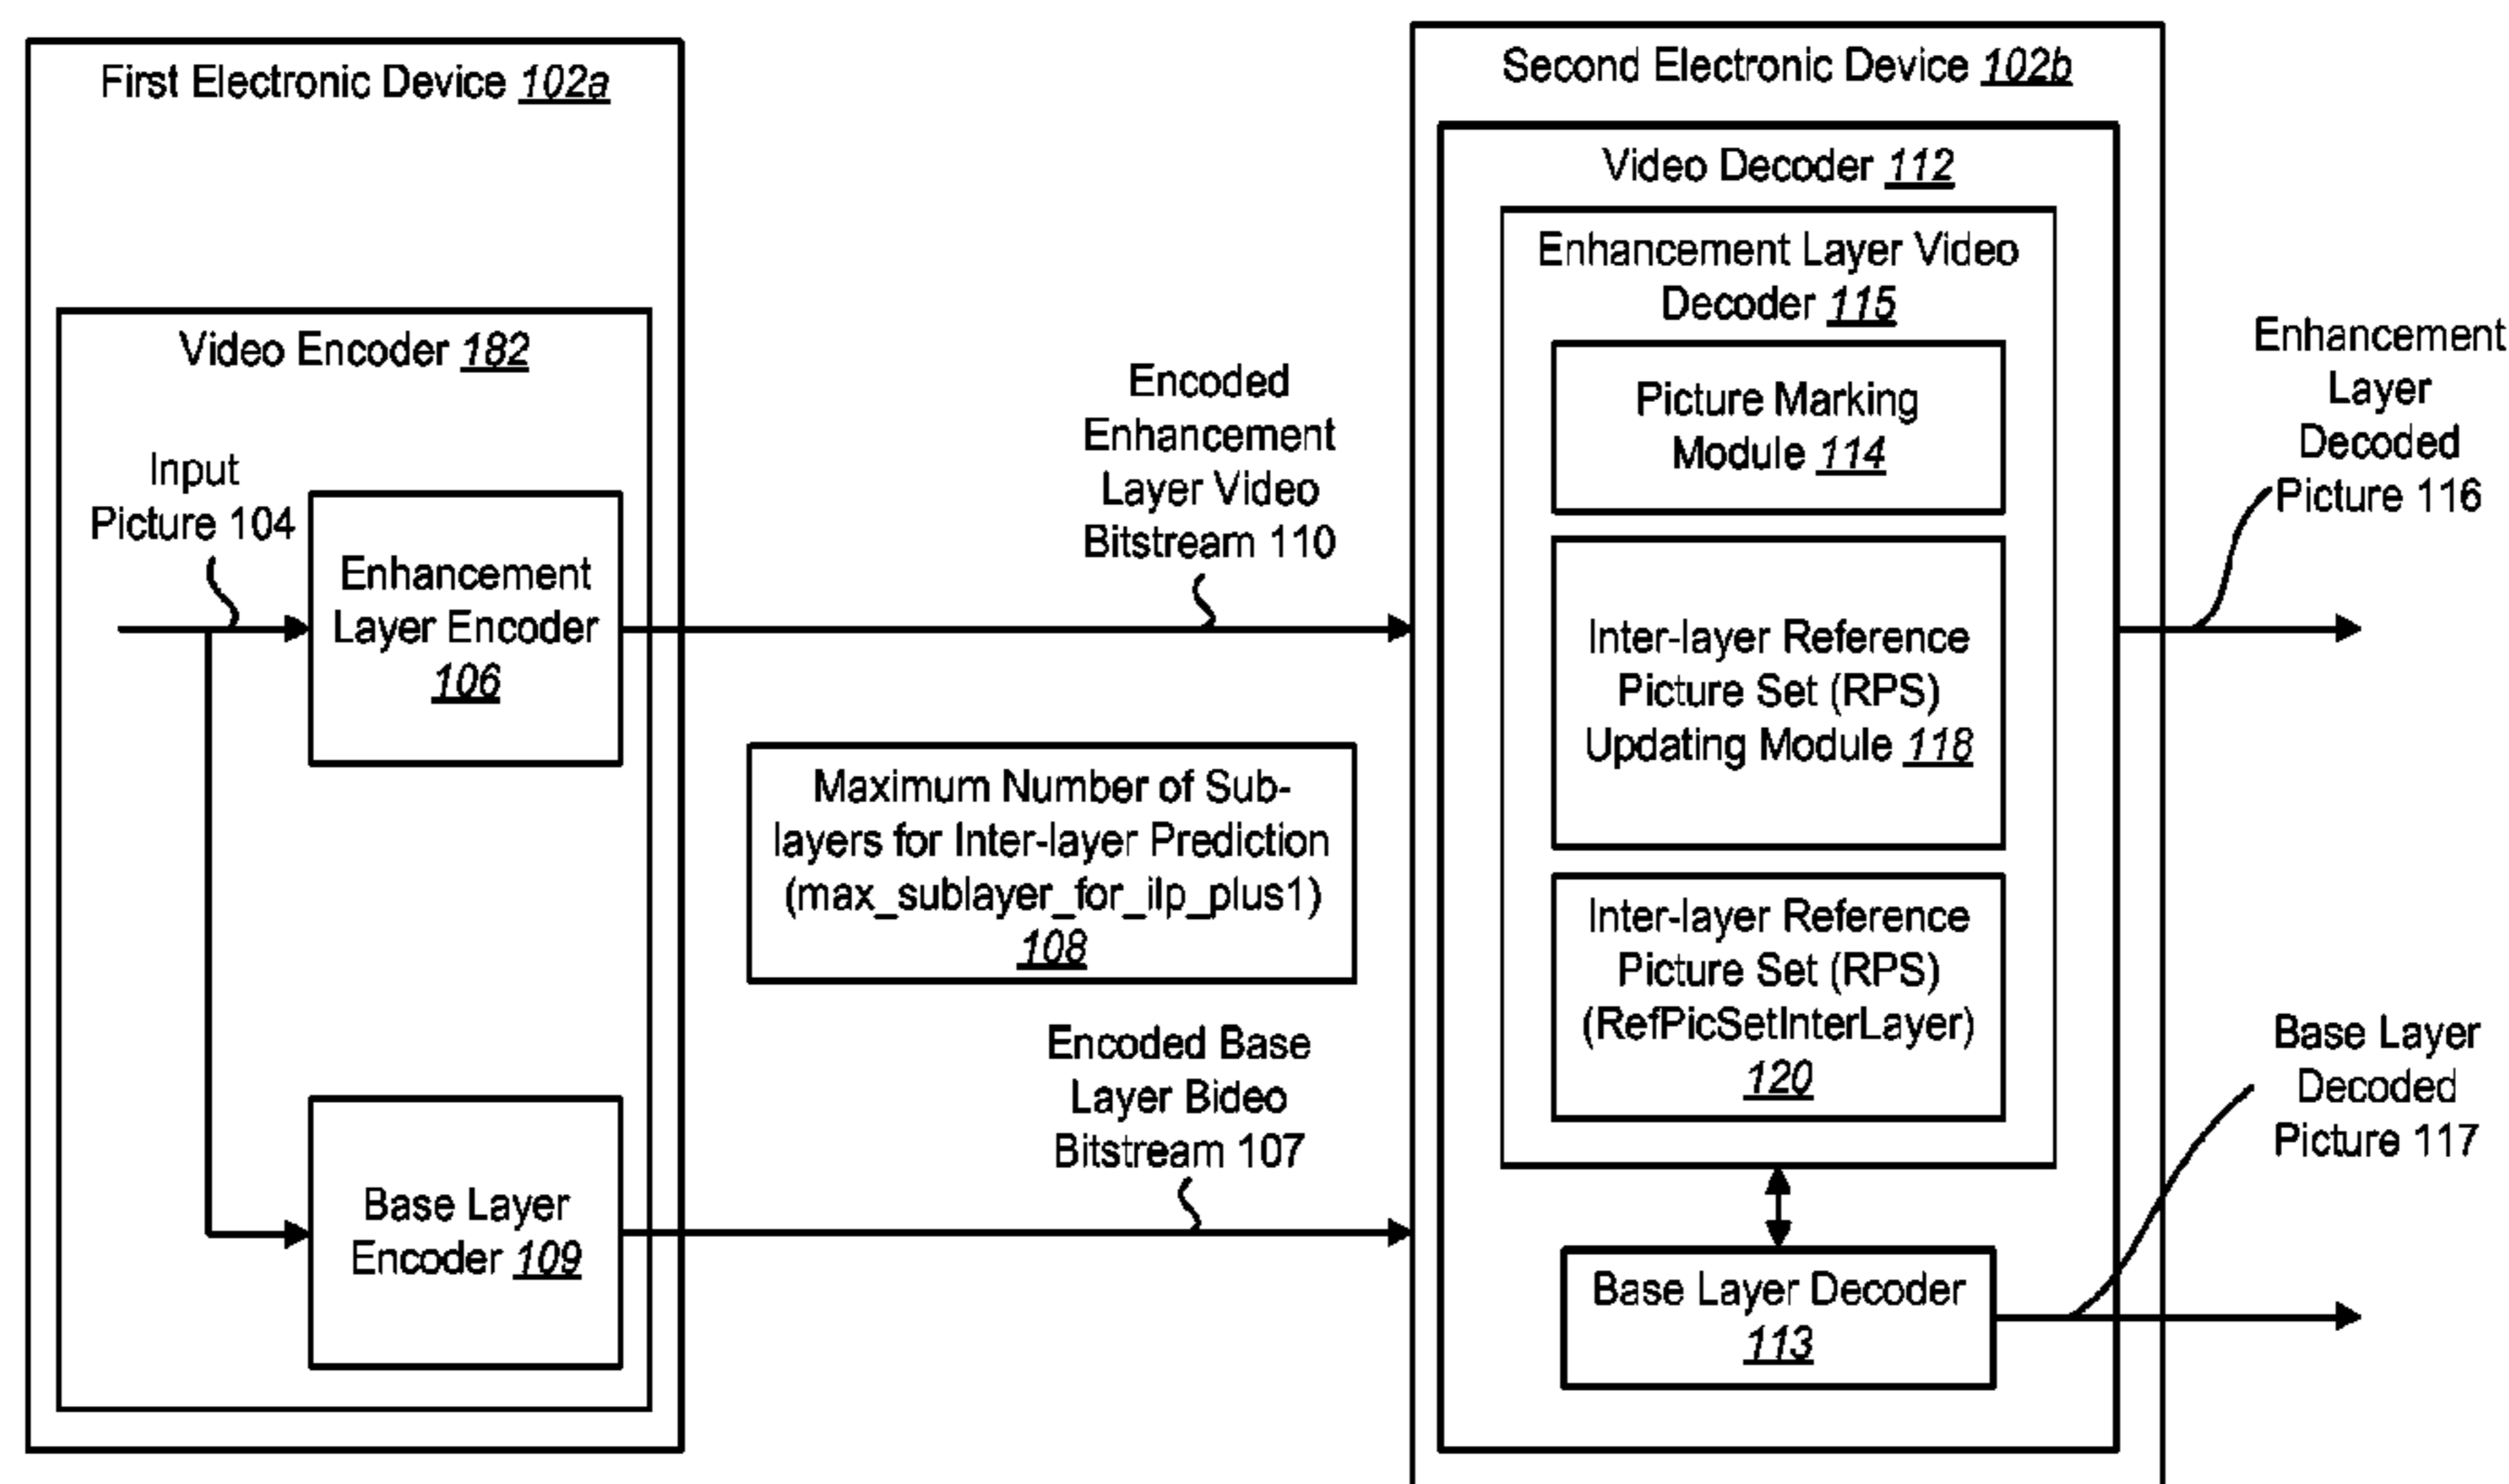 First Electronic Device 102a
Video Encoder 182
Input
Picture 104
Enhancement
Layer Encoder
106
Base Layer
Encoder 109
Encoded
Enhancement
Layer Video
Bitstream 110
Maximum Number of Sub-
layers for Inter-layer Prediction
(max_sublayer_for_ilp_plus1)
108
Encoded Base
Layer Bideo
Bitstream 107
Second Electronic Device 102b
Video Decoder 112
Enhancement Layer Video
Decoder 115
Picture Marking
Module 114
Inter-layer Reference
Picture Set (RPS)
Updating Module 118
Inter-layer Reference
Picture Set (RPS)
(RefPicSetInterLayer)
120
Base Layer Decoder
113
Enhancement
Layer
Decoded
Picture 116
Base Layer
Decoded
Picture 117